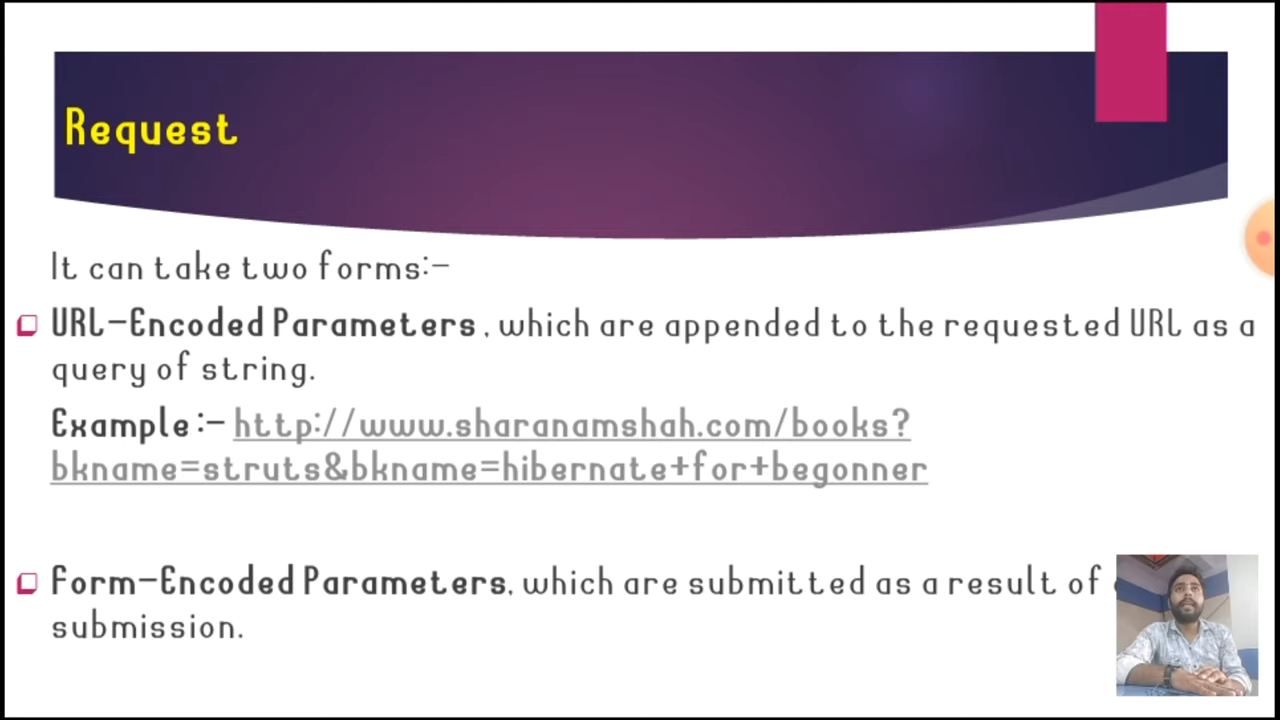 Request
It can take two forms:-
URL-Encoded Parameters , which are appended to the requested URL as a
query of string.
Example :- http://www.sharanamshah.com/books?
bkname=struts&bkname=hibernate+for+begonner
Form-Encoded Parameters, which are submitted as a result of
submission.